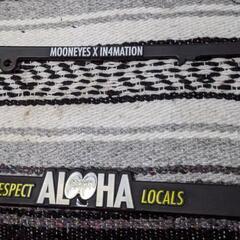 MOONEYES X IN4MATION
RESPECT ALOHA LOCALS